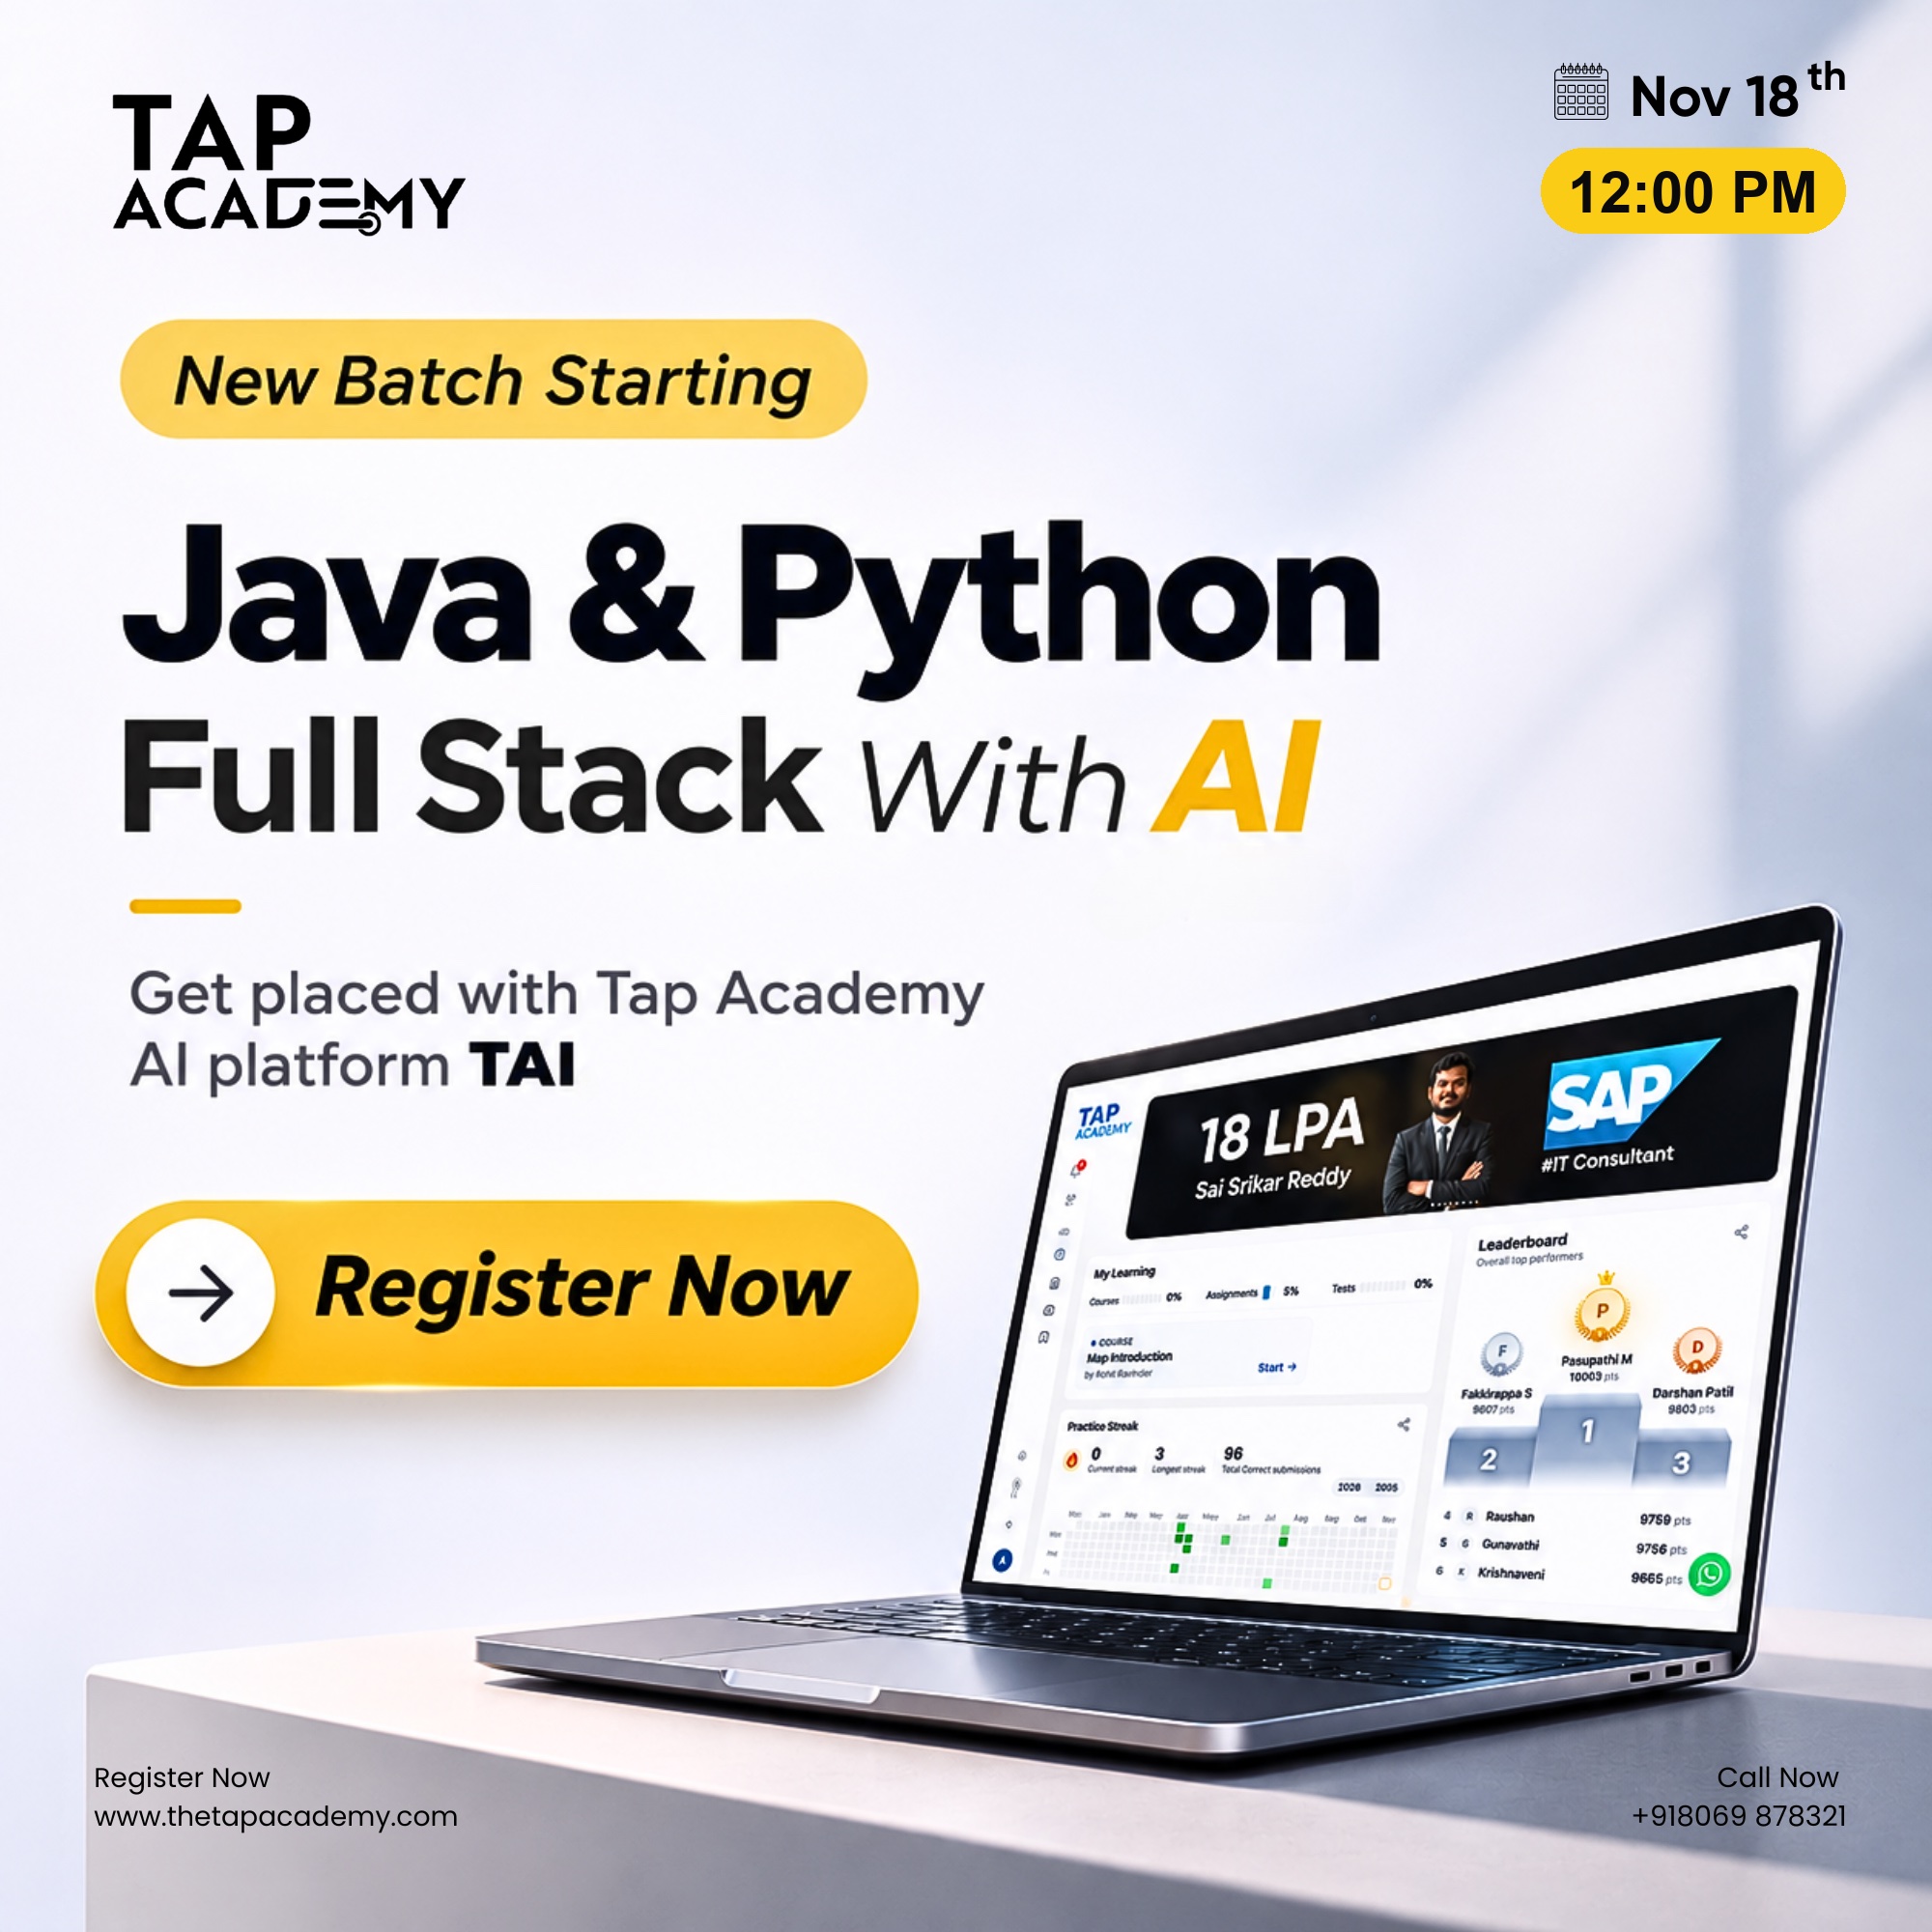 TAP
ACADEMY
Nov 18th
12:00 PM
New Batch Starting
Java & Python
Full Stack With AI
Get placed with Tap Academy
AI platform TAI
Register Now
TAP
ACADEMY
18 LPA
Sai Srikar Reddy
SAP
#IT Consultant
My Learning
Courses 0% Assignments 5% Tests 0%
COURSE
Map Introduction
Start →
Practice Streak
0 3 96
Current streak Longest streak Total Correct submissions
Leaderboard
Overall top performers
P
F
D
Pasupathi M
10003 pts
Fakkirappa S
9607 pts
Darshan Patil
9803 pts
1
2
3
4 R Raushan 9759 pts
5 G Gunavathi 9756 pts
6 K Krishnaveni 9665 pts
Register Now
www.thetapacademy.com
Call Now
+918069 878321